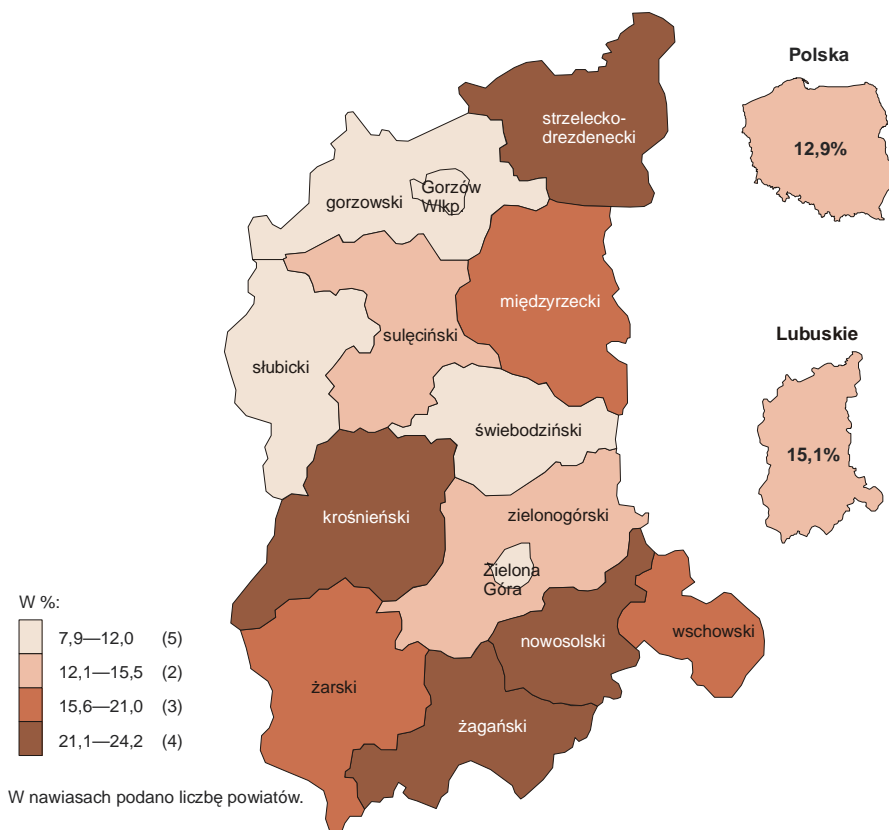 Polska
12,9%
strzelecko-
drezdenecki
Gorzów
Wlkp
gorzowski
międzyrzecki
Lubuskie
15,1%
sulęciński
słubicki
świebodziński
krośnieński
zielonogórski
Zielona
Góra
nowosolski
wschowski
żarski
żagański
W %:
7,9—12,0 (5)
12,1—15,5 (2)
15,6—21,0 (3)
21,1—24,2 (4)
W nawiasach podano liczbę powiatów.